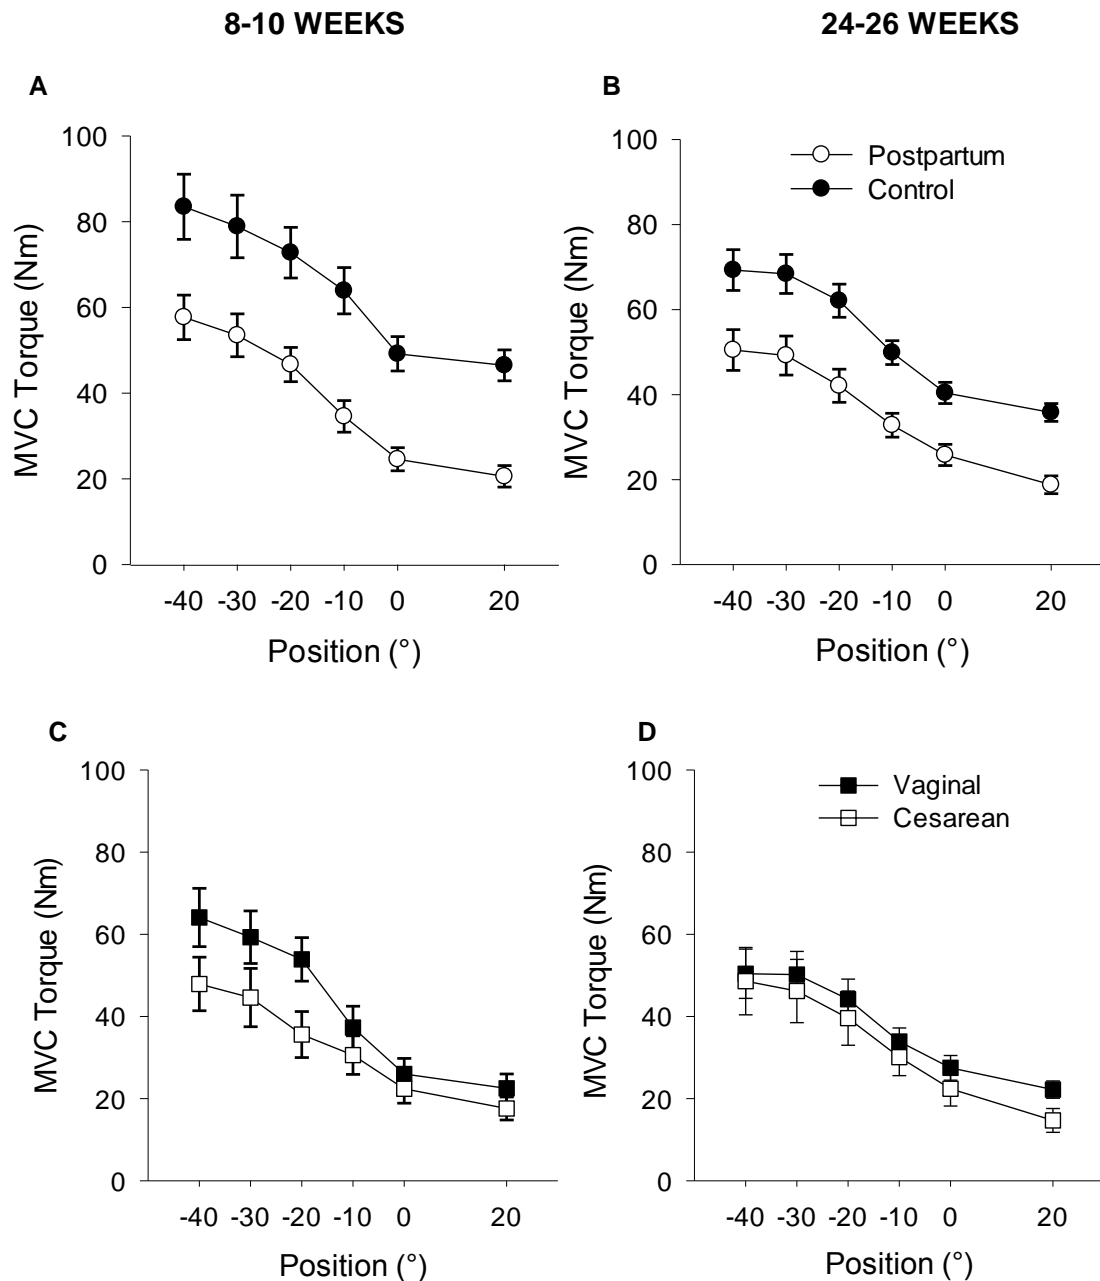 8-10 WEEKS
24-26 WEEKS
A
100
80
60
40
20
0
MVC Torque (Nm)
-40 -30 -20 -10 0 20
Position (°)
B
100
80
60
40
20
0
MVC Torque (Nm)
Postpartum
Control
-40 -30 -20 -10 0 20
Position (°)
C
100
80
60
40
20
0
MVC Torque (Nm)
-40 -30 -20 -10 0 20
Position (°)
D
100
80
60
40
20
0
MVC Torque (Nm)
Vaginal
Cesarean
-40 -30 -20 -10 0 20
Position (°)